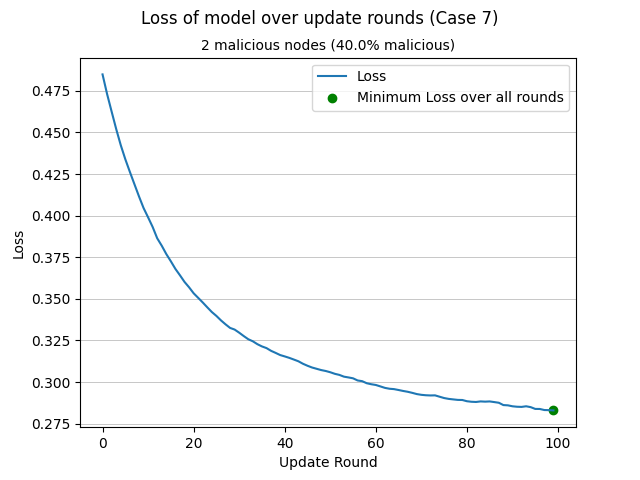 Loss of model over update rounds (Case 7)
2 malicious nodes (40.0% malicious)
Loss
Minimum Loss over all rounds
0.475
0.450
0.425
0.400
0.375
0.350
0.325
0.300
0.275
Loss
0 20 40 60 80 100
Update Round